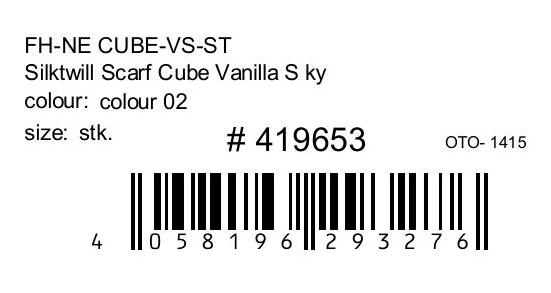 FH-NE CUBE-VS-ST
Silktwill Scarf Cube Vanilla S ky
colour: colour 02
size: stk.
# 419653
OTO- 1415
4 058196 293276